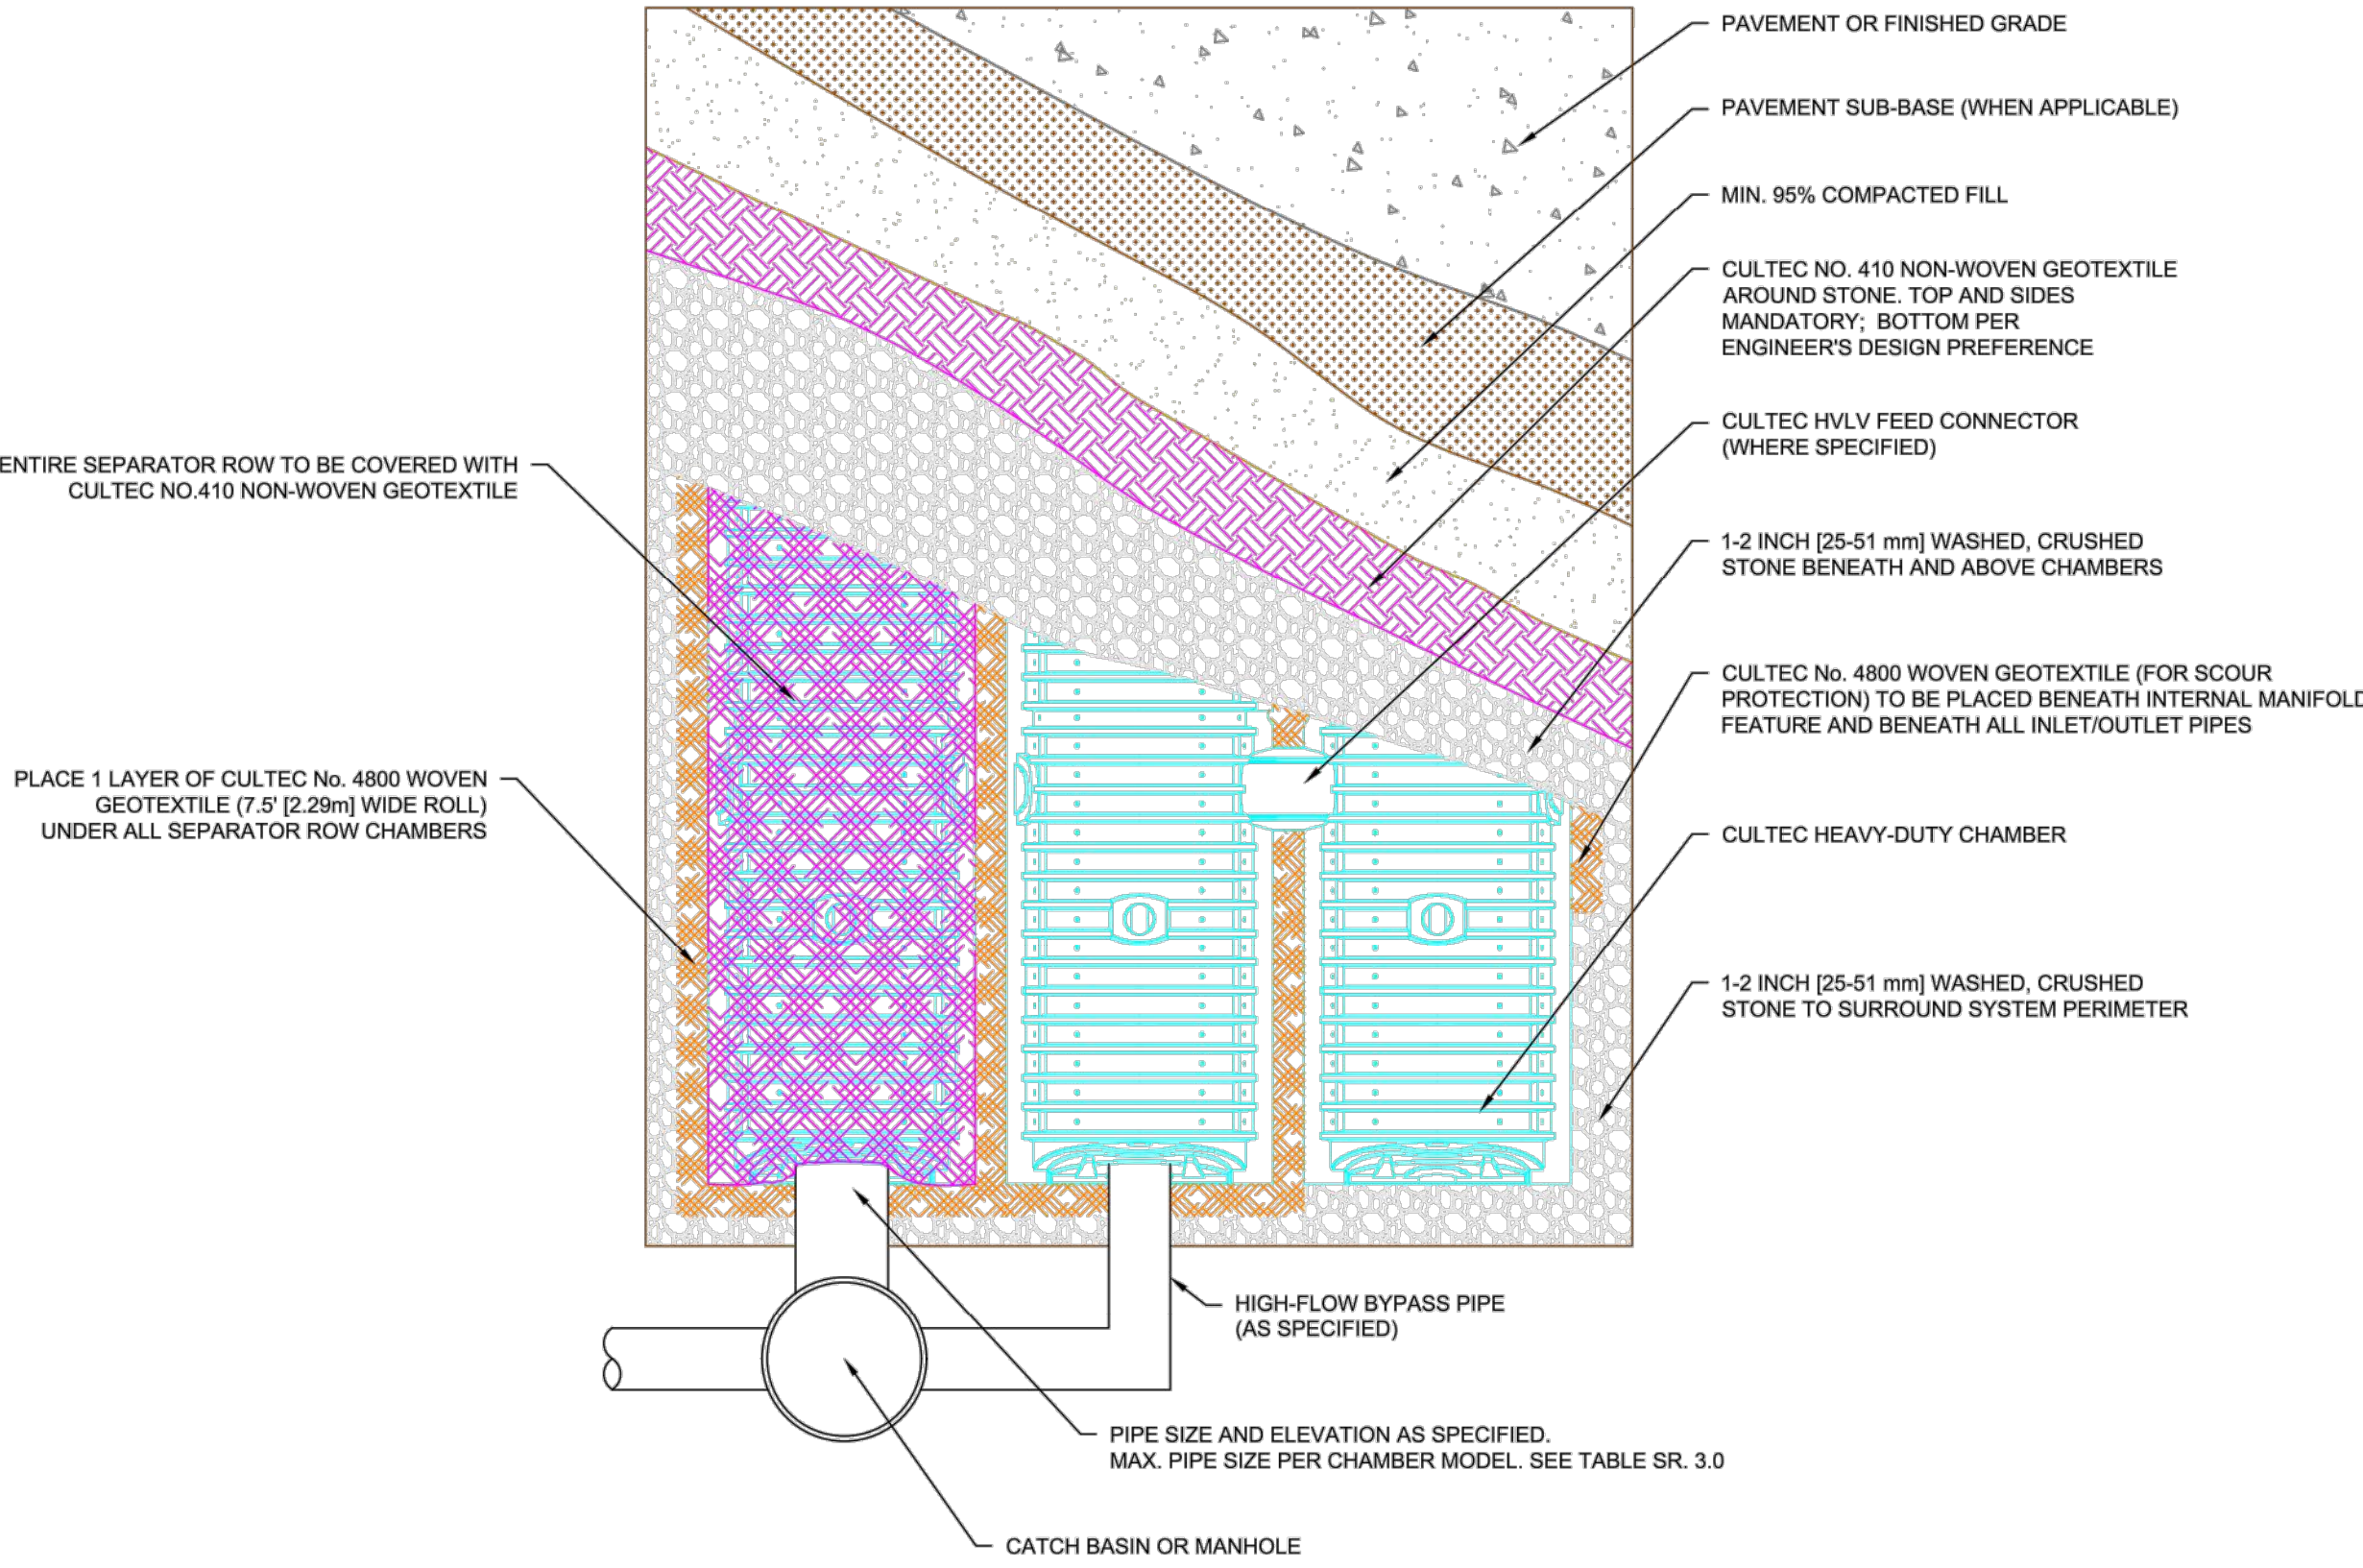 PAVEMENT OR FINISHED GRADE
PAVEMENT SUB-BASE (WHEN APPLICABLE)
MIN. 95% COMPACTED FILL
CULTEC NO. 410 NON-WOVEN GEOTEXTILE
AROUND STONE. TOP AND SIDES
MANDATORY; BOTTOM PER
ENGINEER'S DESIGN PREFERENCE
CULTEC HVLV FEED CONNECTOR
(WHERE SPECIFIED)
ENTIRE SEPARATOR ROW TO BE COVERED WITH
CULTEC NO.410 NON-WOVEN GEOTEXTILE
1-2 INCH [25-51 mm] WASHED, CRUSHED
STONE BENEATH AND ABOVE CHAMBERS
CULTEC No. 4800 WOVEN GEOTEXTILE (FOR SCOUR
PROTECTION) TO BE PLACED BENEATH INTERNAL MANIFOLD
FEATURE AND BENEATH ALL INLET/OUTLET PIPES
PLACE 1 LAYER OF CULTEC No. 4800 WOVEN
GEOTEXTILE (7.5' [2.29m] WIDE ROLL)
UNDER ALL SEPARATOR ROW CHAMBERS
CULTEC HEAVY-DUTY CHAMBER
1-2 INCH [25-51 mm] WASHED, CRUSHED
STONE TO SURROUND SYSTEM PERIMETER
HIGH-FLOW BYPASS PIPE
(AS SPECIFIED)
PIPE SIZE AND ELEVATION AS SPECIFIED.
MAX. PIPE SIZE PER CHAMBER MODEL. SEE TABLE SR. 3.0
CATCH BASIN OR MANHOLE